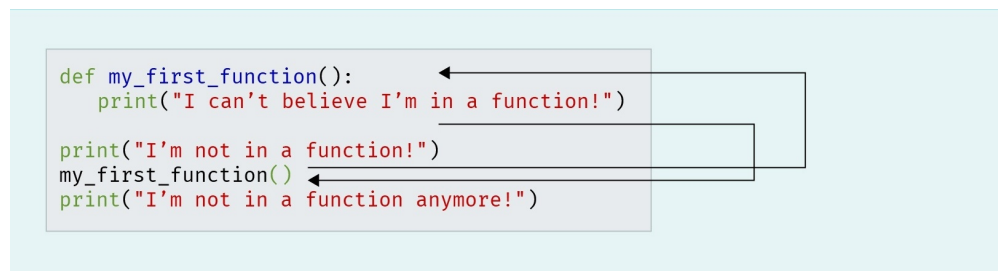 def my_first_function():
print("I can’t believe I’m in a function!")
print("I’m not in a function!")
my_first_function()
print("I’m not in a function anymore!")